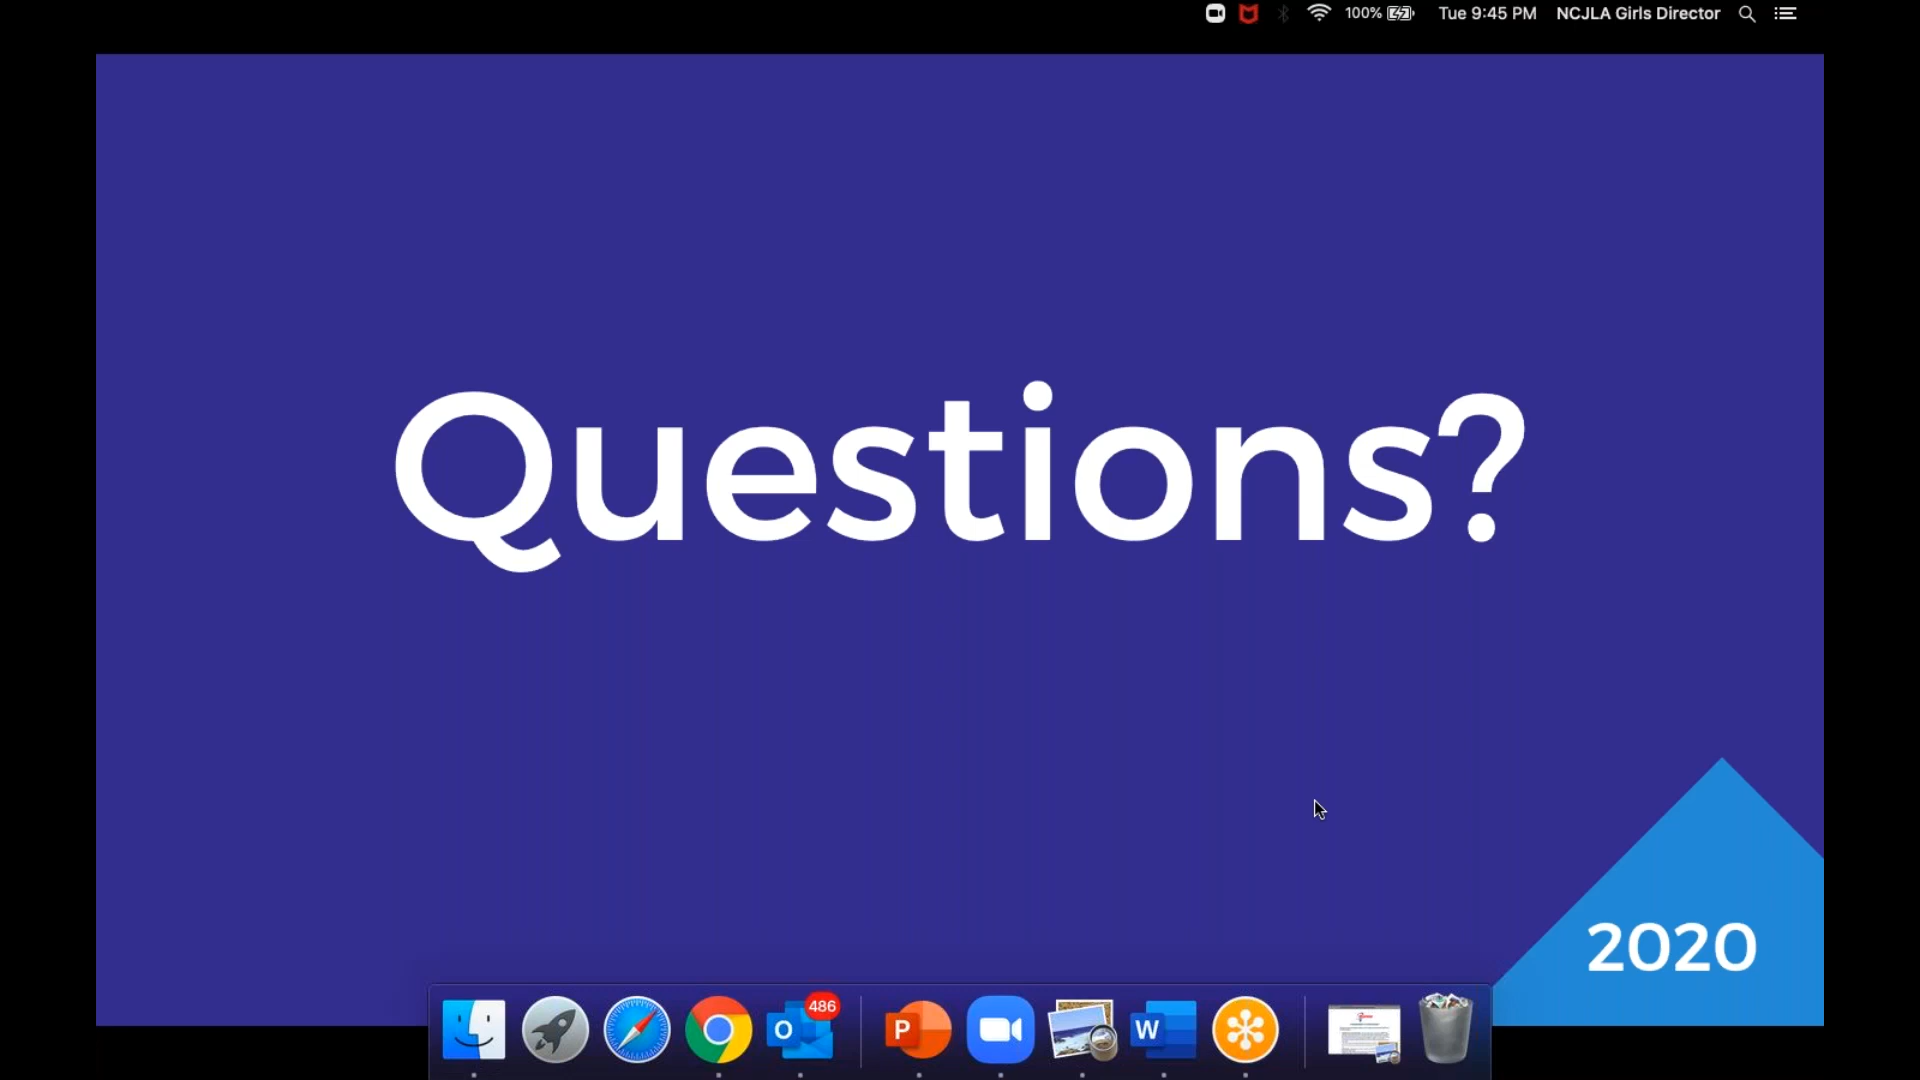 100% Tue 9:45 PM NCJLA Girls Director
Questions?
2020
486
O
P
W